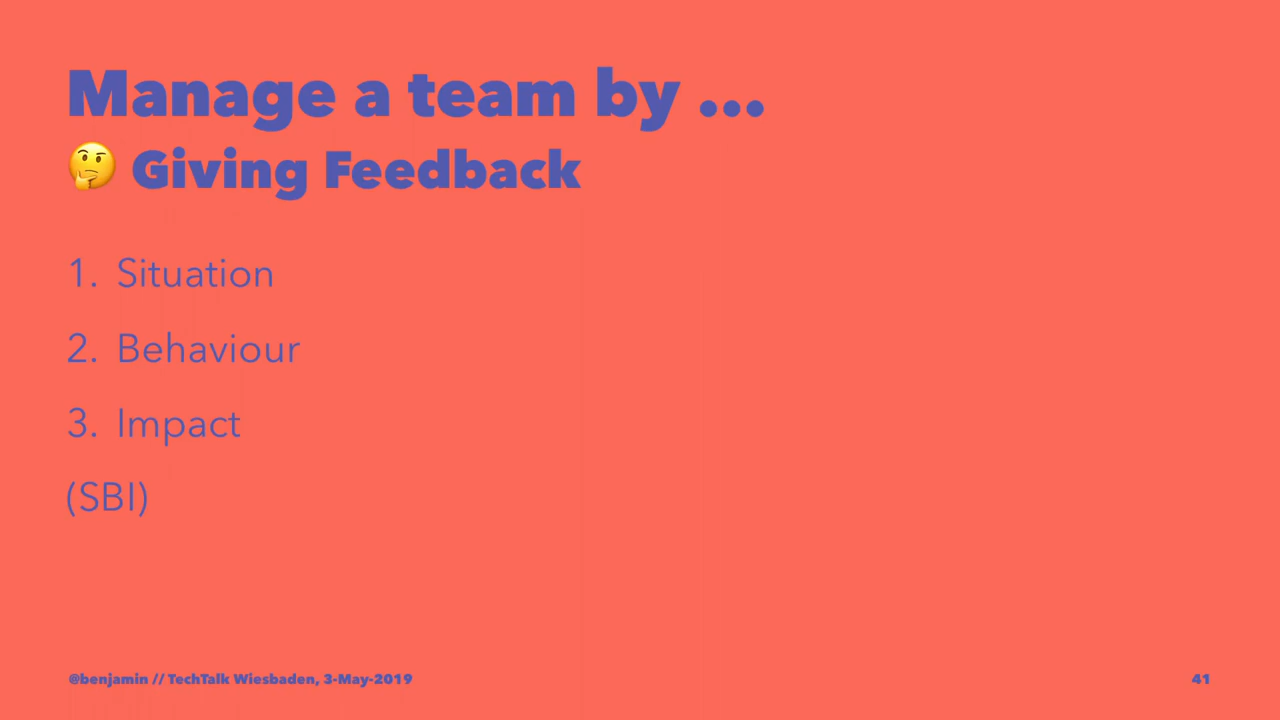 Manage a team by ...
🤔 Giving Feedback
1. Situation
2. Behaviour
3. Impact
(SBI)
@benjamin // TechTalk Wiesbaden, 3-May-2019
41